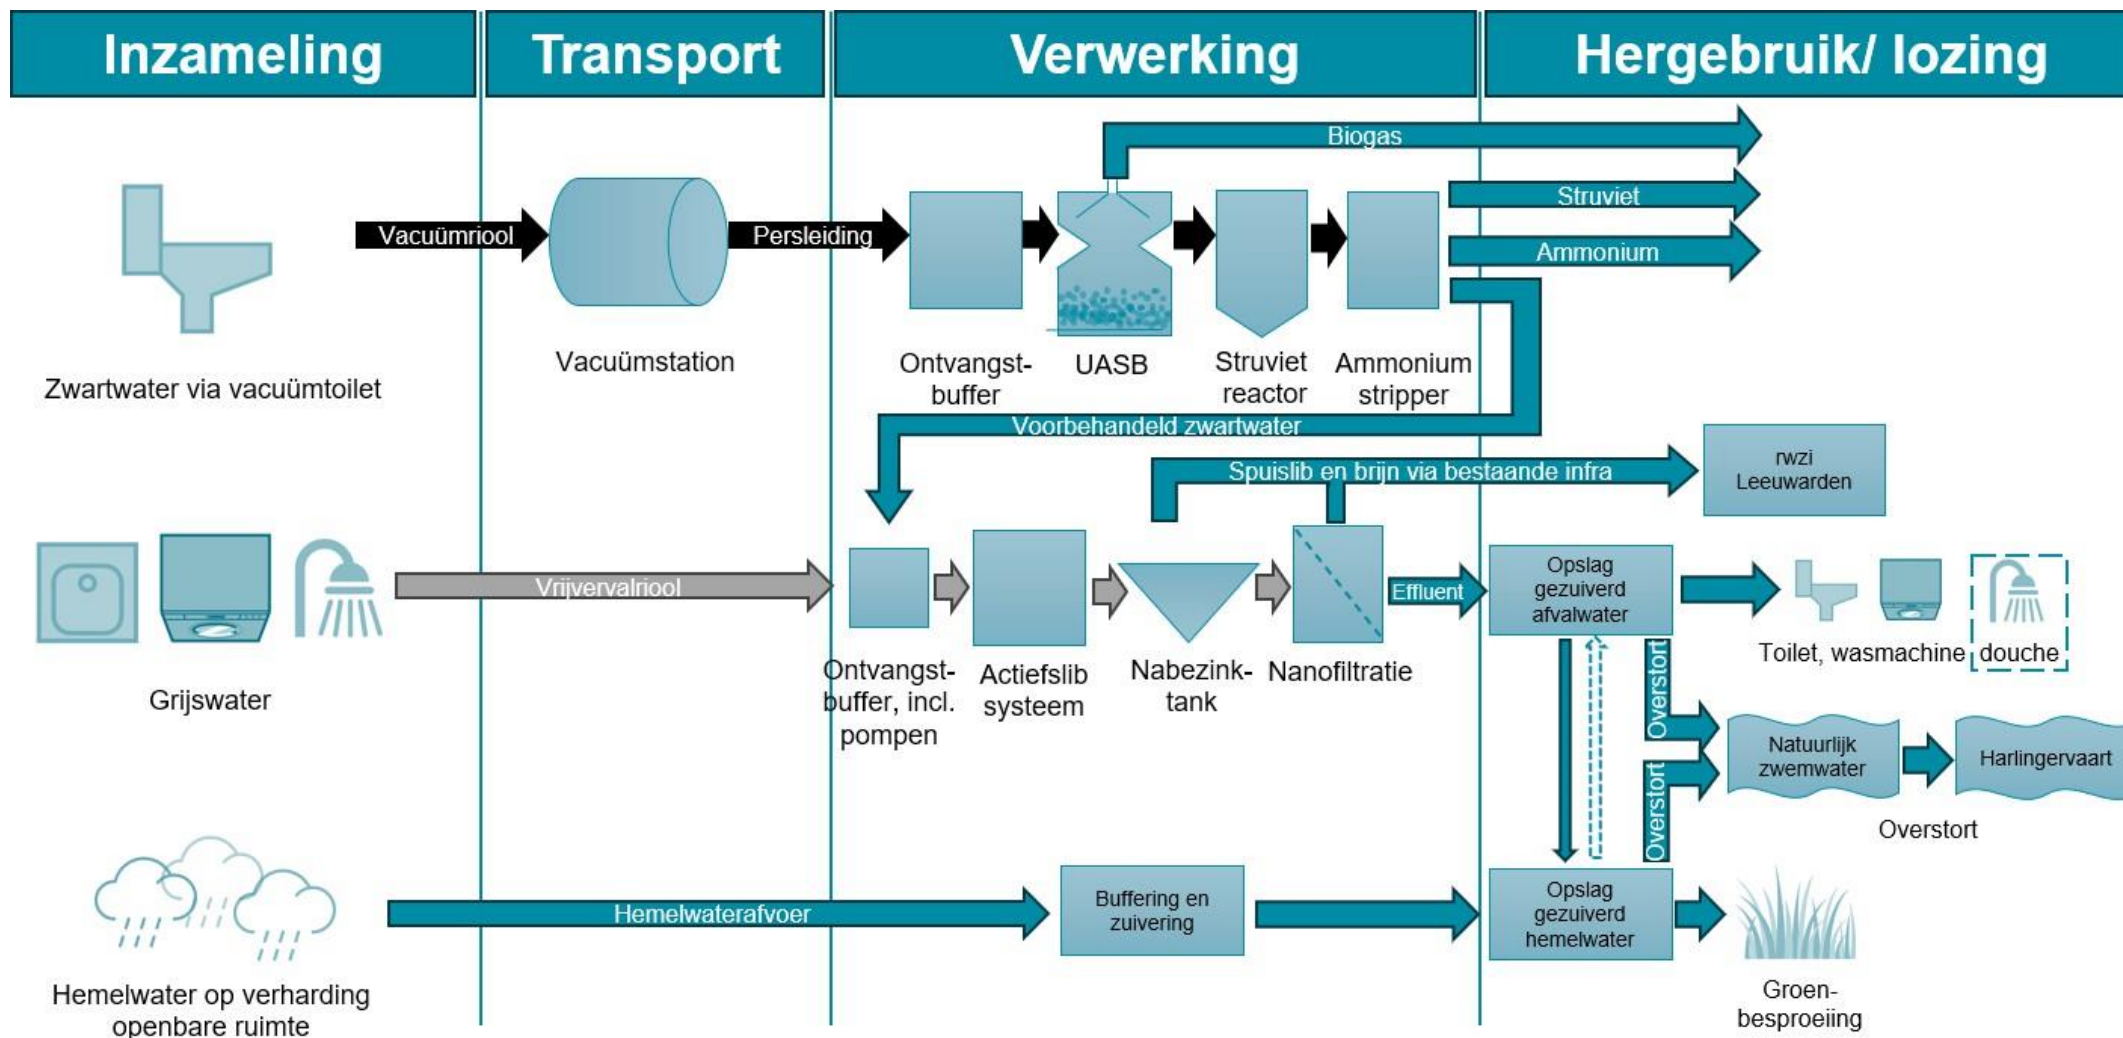 Inzameling
Transport
Verwerking
Hergebruik/ lozing
Biogas
Struviet
Ammonium
Vacuümriool
Persleiding
Zwartwater via vacuümtoilet
Vacuümstation
Ontvangst-
buffer
UASB
Struviet
reactor
Ammonium
stripper
Voorbehandeld zwartwater
Spuislib en brijn via bestaande infra
rwzi
Leeuwarden
Vrijvervalriool
Effluent
Opslag
gezuiverd
afvalwater
Grijswater
Ontvangst-
buffer, incl.
pompen
Actiefslib
systeem
Nabezink-
tank
Nanofiltratie
Toilet, wasmachine, douche
Overstort
Overstort
Natuurlijk
zwemwater
Harlingervaart
Overstort
Hemelwaterafvoer
Buffering en
zuivering
Opslag
gezuiverd
hemelwater
Hemelwater op verharding
openbare ruimte
Groen-
besproeiing